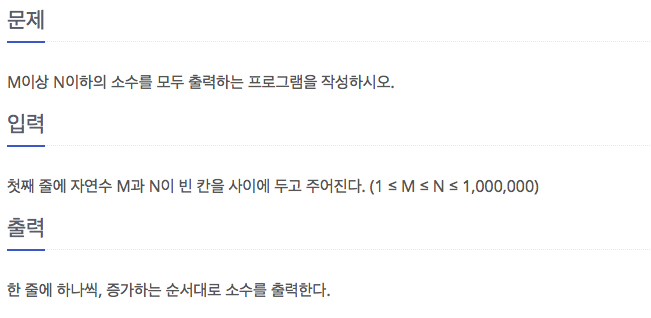 문제
M이상 N이하의 소수를 모두 출력하는 프로그램을 작성하시오.
입력
첫째 줄에 자연수 M과 N이 빈 칸을 사이에 두고 주어진다. (1 ≤ M ≤ N ≤ 1,000,000)
출력
한 줄에 하나씩, 증가하는 순서대로 소수를 출력한다.